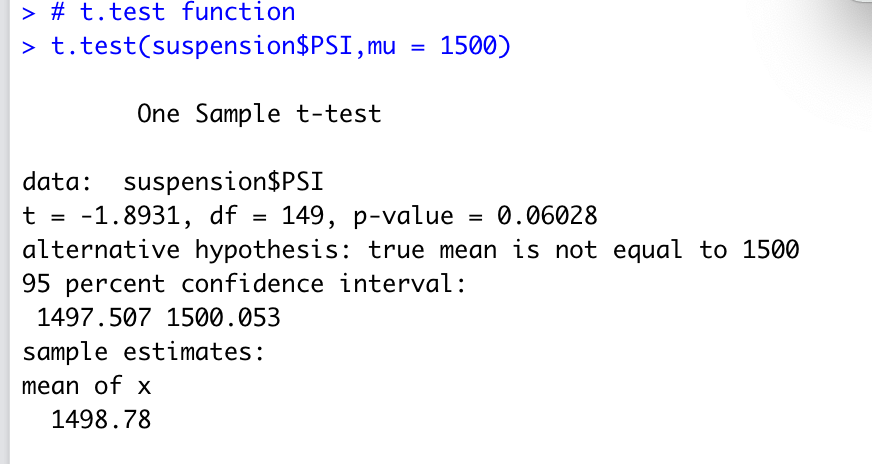 > # t.test function
> t.test(suspension$PSI,mu = 1500)
One Sample t-test
data:  suspension$PSI
t = -1.8931, df = 149, p-value = 0.06028
alternative hypothesis: true mean is not equal to 1500
95 percent confidence interval:
1497.507 1500.053
sample estimates:
mean of x
1498.78